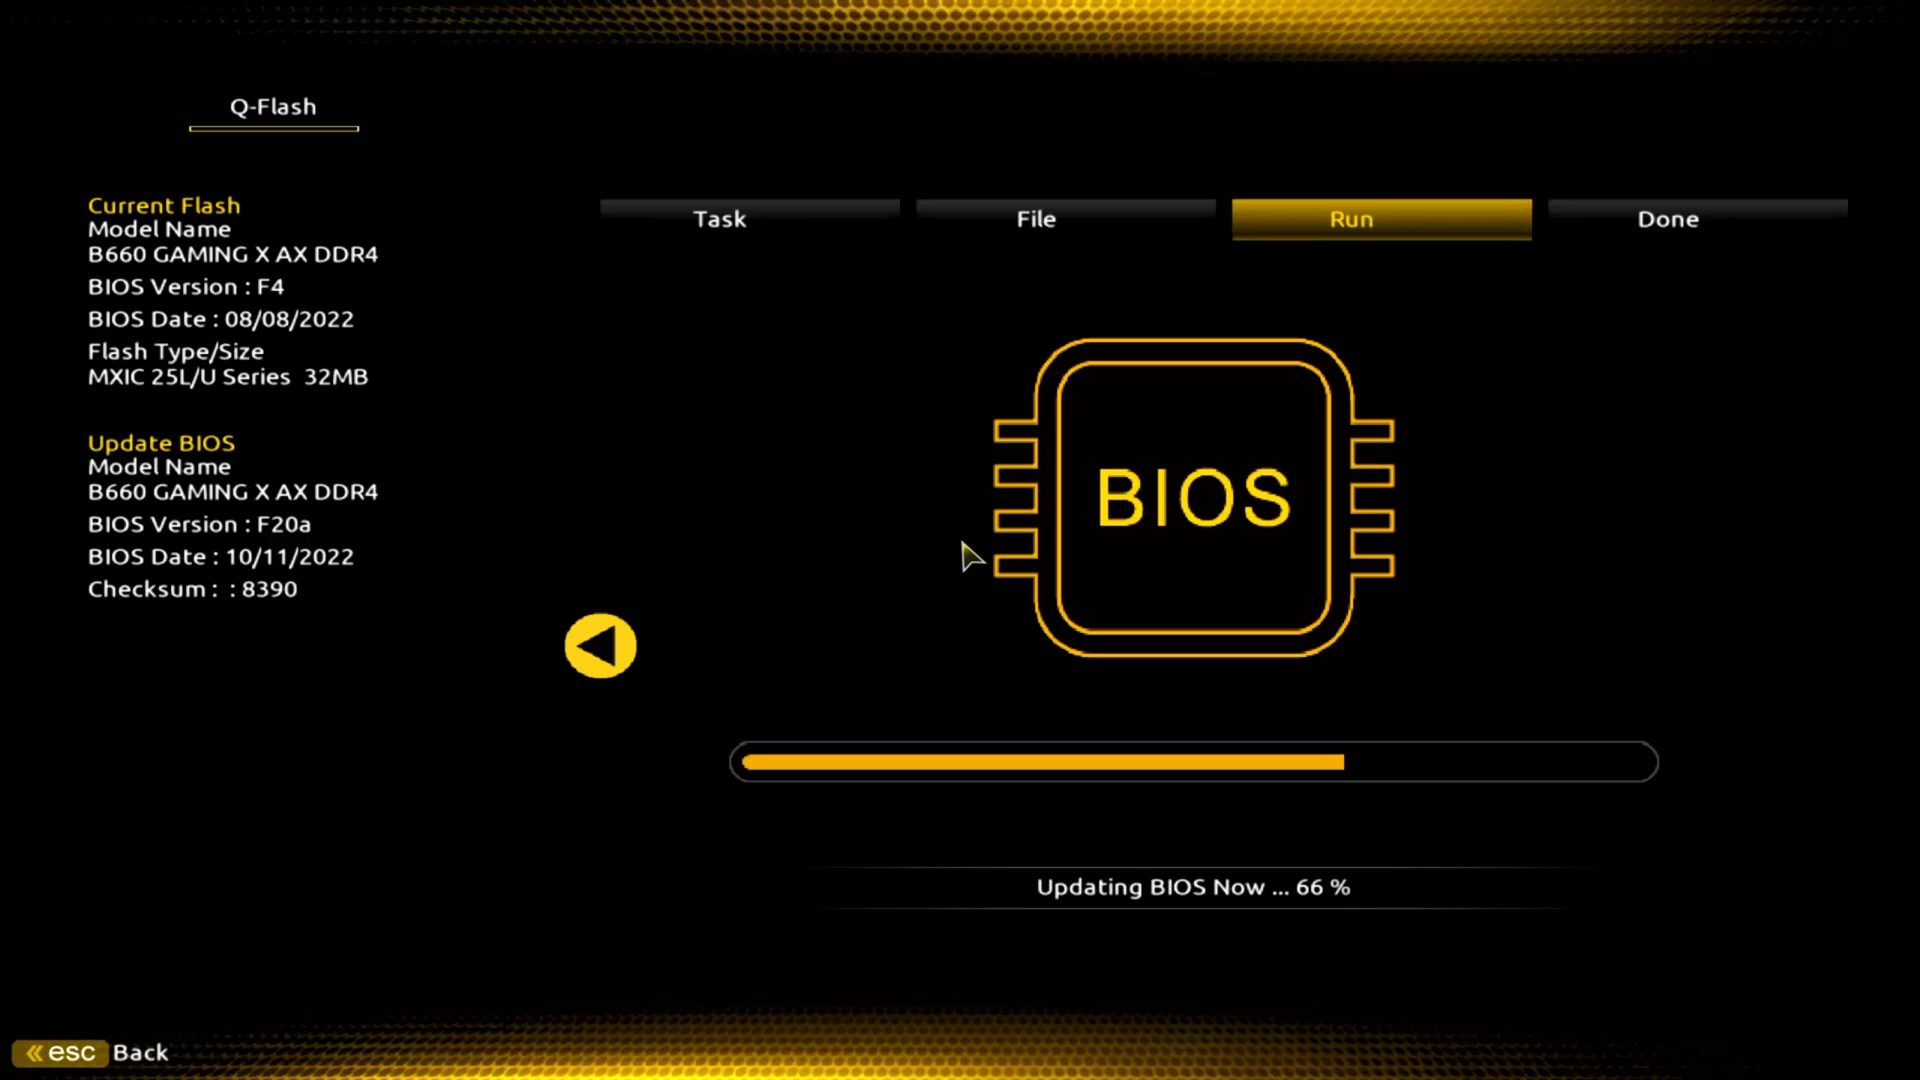 Q-Flash
Current Flash
Model Name
B660 GAMING X AX DDR4
BIOS Version : F4
BIOS Date : 08/08/2022
Flash Type/Size
MXIC 25L/U Series  32MB
Update BIOS
Model Name
B660 GAMING X AX DDR4
BIOS Version : F20a
BIOS Date : 10/11/2022
Checksum :  : 8390
Task
File
Run
Done
BIOS
Updating BIOS Now ... 66 %
«esc Back